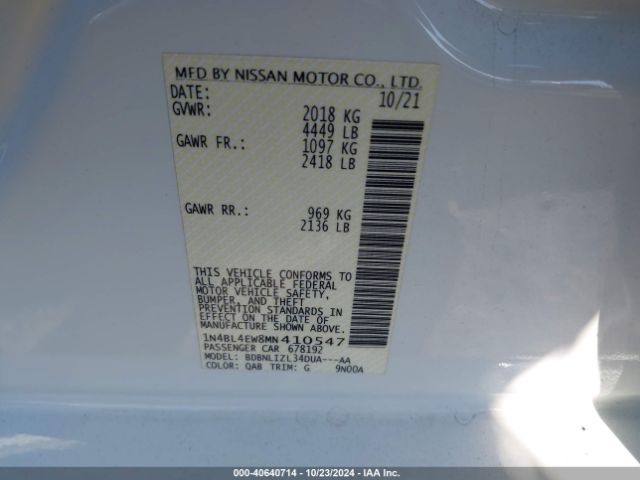 MFD BY NISSAN MOTOR CO., LTD.
DATE: 10/21
GVWR: 2018 KG
4449 LB
GAWR FR.: 1097 KG
2418 LB
GAWR RR.: 969 KG
2136 LB
THIS VEHICLE CONFORMS TO
ALL APPLICABLE FEDERAL
MOTOR VEHICLE SAFETY,
BUMPER, AND THEFT
PREVENTION STANDARDS
IN EFFECT ON THE DATE OF
MANUFACTURE SHOWN ABOVE.
1N4BL4EW8MN410547
PASSENGER CAR 678192
MODEL: BDBNLIZL34DUA---AA
COLOR: QAB TRIM: G 9N00A
000-40640714 - 10/23/2024 - IAA Inc.